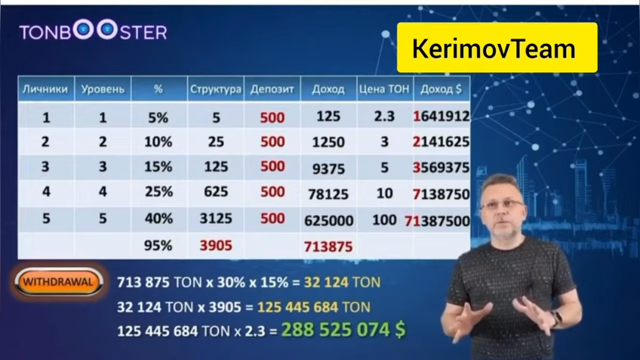 TONBOOSTER
KerimovTeam
Личники Уровень % Структура Депозит Доход Цена ТОН Доход $
1 1 5% 5 500 125 2.3 1641912
2 2 10% 25 500 1250 3 2141625
3 3 15% 125 500 9375 5 3569375
4 4 25% 625 500 78125 10 7138750
5 5 40% 3125 500 625000 100 71387500
95% 3905 713875
WITHDRAWAL
713 875 TON x 30% x 15% = 32 124 TON
32 124 TON x 3905 = 125 445 684 TON
125 445 684 TON x 2.3 = 288 525 074 $